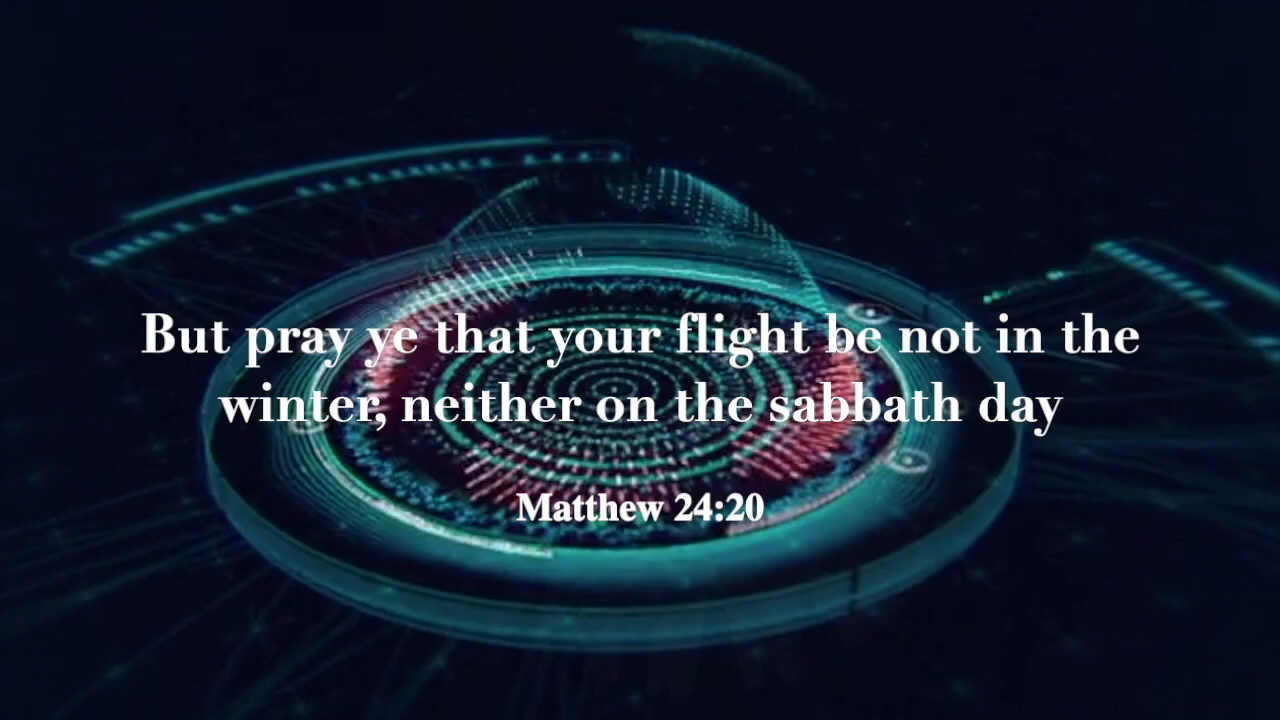 But pray ye that your flight be not in the
winter, neither on the sabbath day
Matthew 24:20